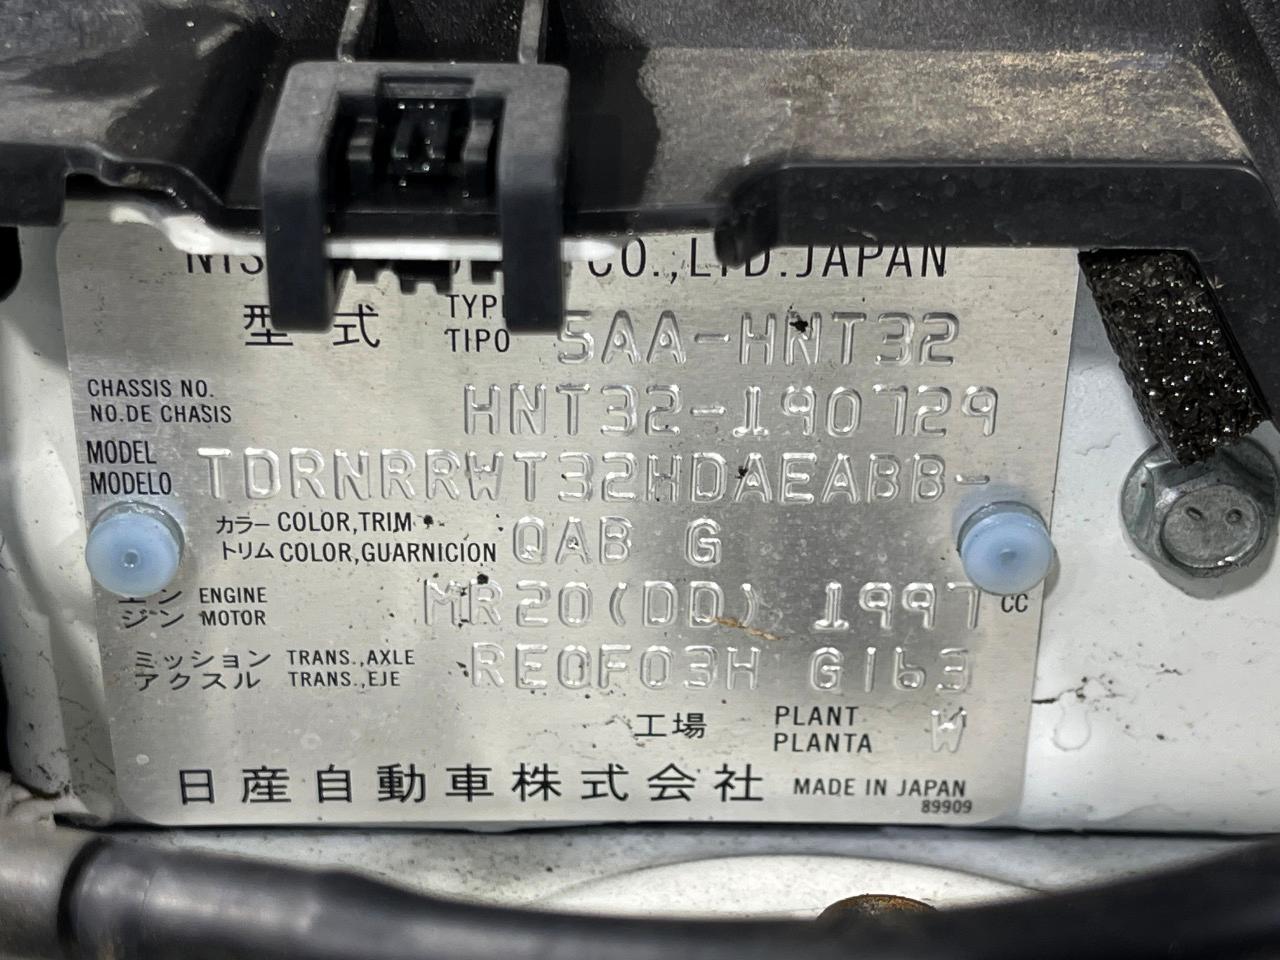 CO.,LTD.JAPAN
型式 TYPE 5AA-HNT32
TIPO
CHASSIS NO. HNT32-190729
NO.DE CHASIS
MODEL TDRNRRWT32HDAEABB-
MODELO
カラー COLOR,TRIM QAB G
トリム COLOR,GUARNICION
エン ENGINE MR20(DD) 1997 CC
ジン MOTOR
ミッション TRANS.,AXLE RE0F03H G163
アクスル TRANS.,EJE
工場 PLANT W
PLANTA
日産自動車株式会社 MADE IN JAPAN
89909